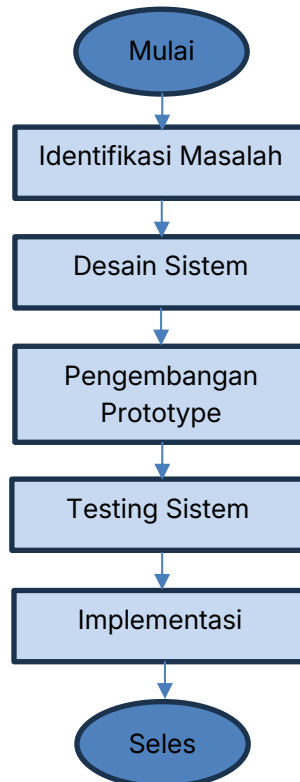 Mulai
Identifikasi Masalah
Desain Sistem
Pengembangan
Prototype
Testing Sistem
Implementasi
Seles